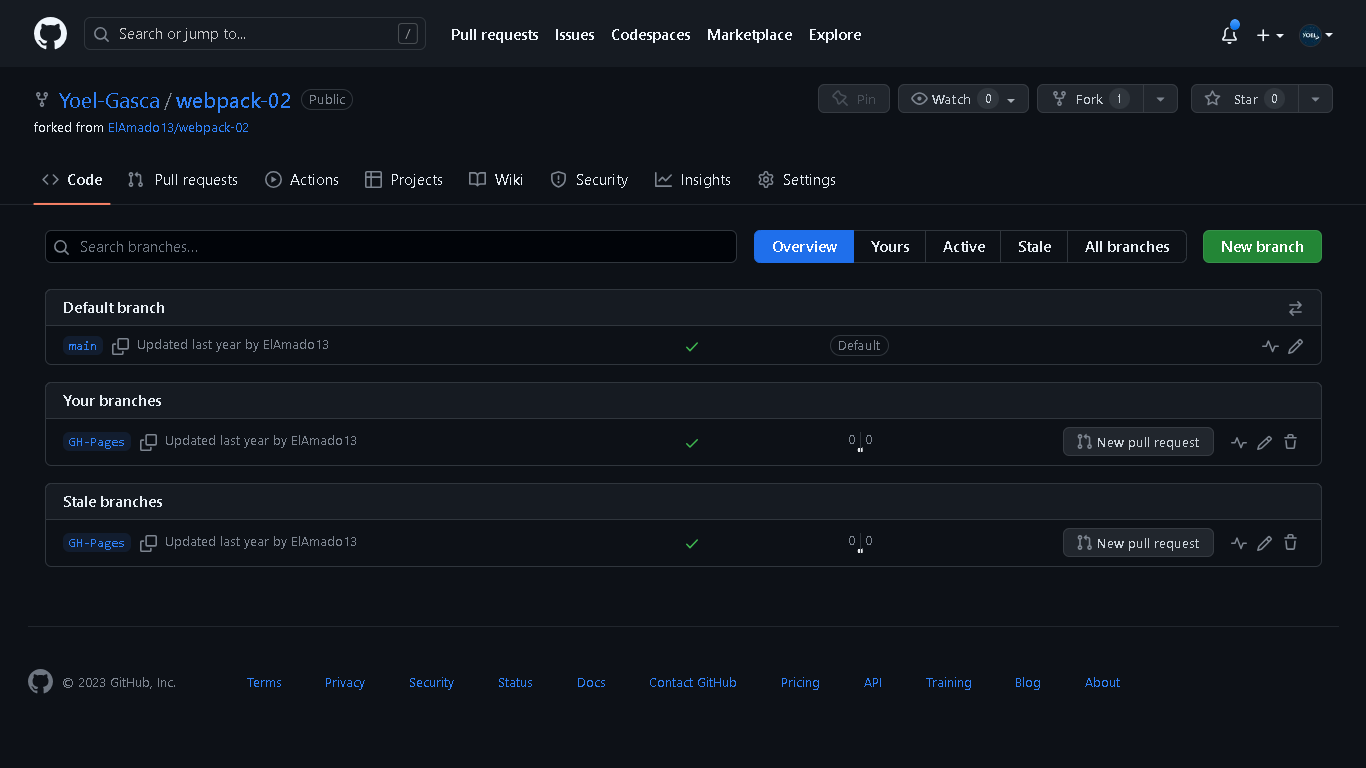 Search or jump to... / Pull requests Issues Codespaces Marketplace Explore YOEL
Yoel-Gasca / webpack-02 Public Pin Watch 0 Fork 1 Star 0
forked from ElAmado13/webpack-02
Code Pull requests Actions Projects Wiki Security Insights Settings
Search branches... Overview Yours Active Stale All branches New branch
Default branch
main Updated last year by ElAmado13 Default
Your branches
GH-Pages Updated last year by ElAmado13 0 0 New pull request
Stale branches
GH-Pages Updated last year by ElAmado13 0 0 New pull request
© 2023 GitHub, Inc. Terms Privacy Security Status Docs Contact GitHub Pricing API Training Blog About